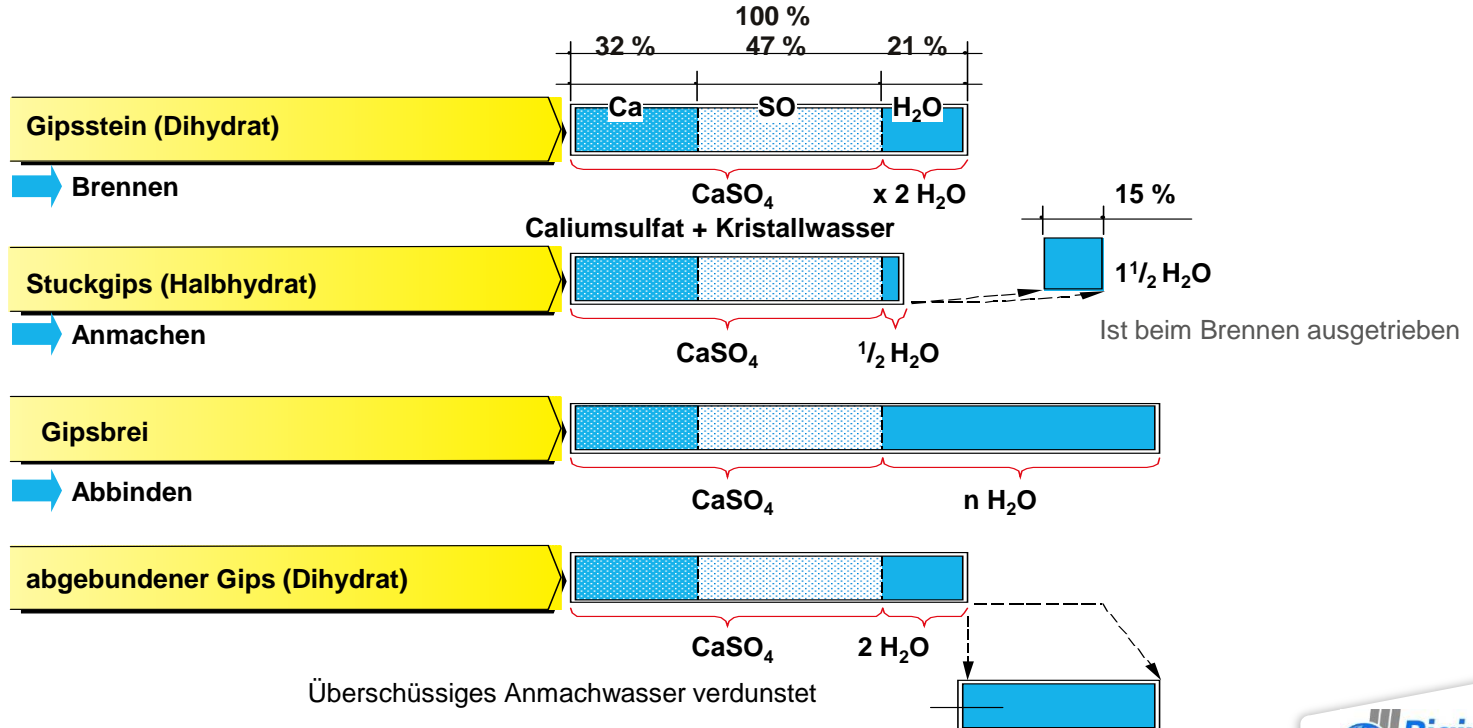 100 %
32 % 47 % 21 %
Gipsstein (Dihydrat) Ca SO H₂O
Brennen CaSO₄ x 2 H₂O 15 %
Caliumsulfat + Kristallwasser
Stuckgips (Halbhydrat) 1¹/₂ H₂O
Anmachen CaSO₄ ¹/₂ H₂O Ist beim Brennen ausgetrieben
Gipsbrei
Abbinden CaSO₄ n H₂O
abgebundener Gips (Dihydrat)
CaSO₄ 2 H₂O
Überschüssiges Anmachwasser verdunstet